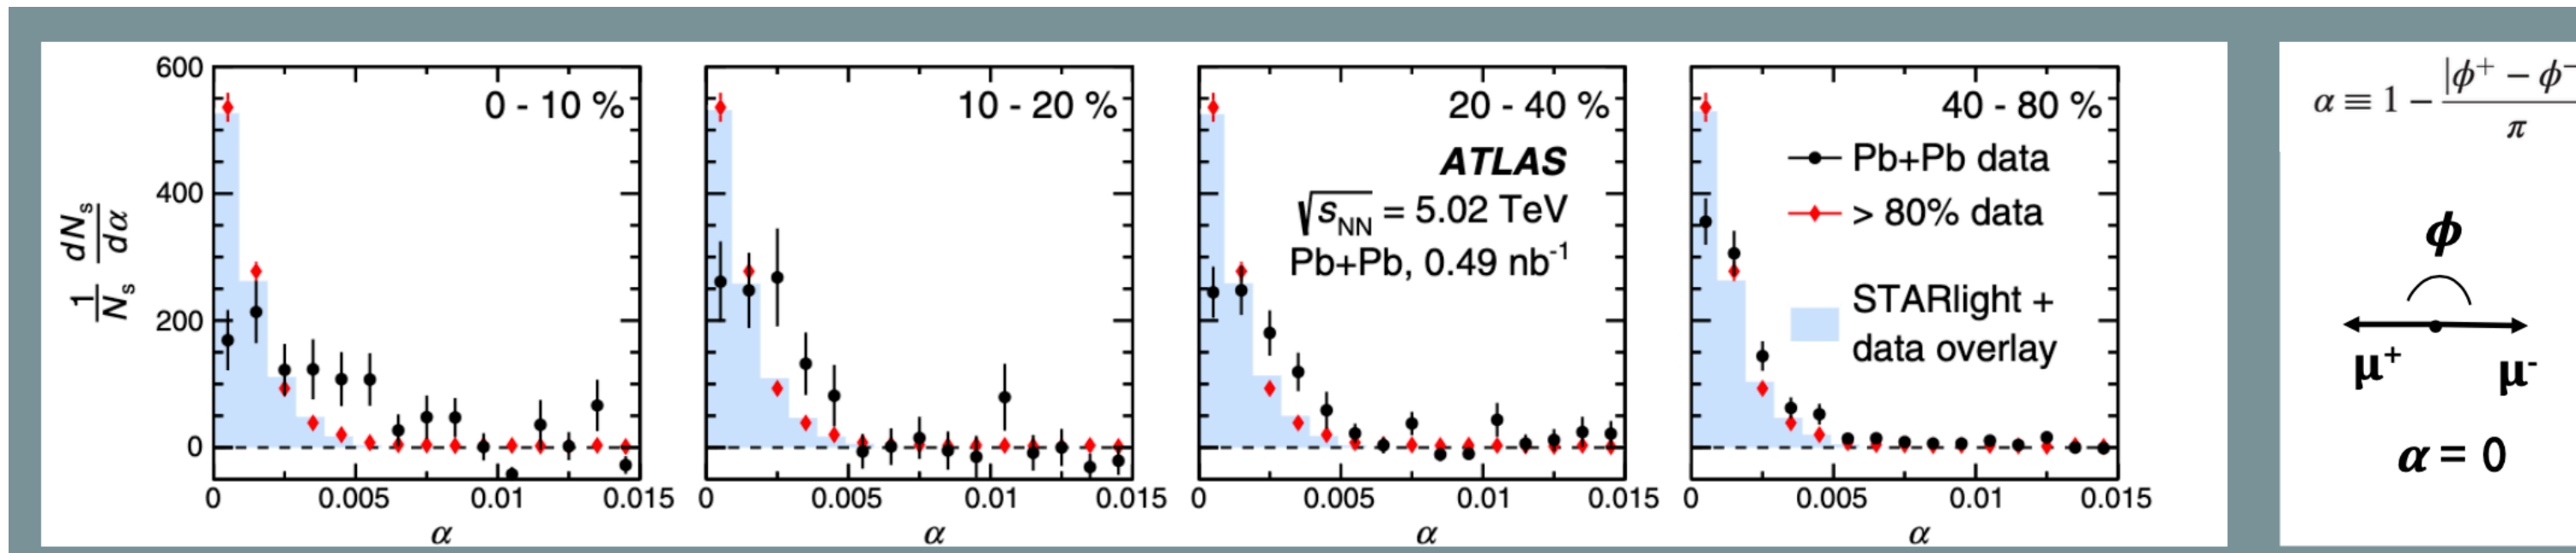 600
400
200
0
1/N_s dN_s/dα
0 - 10 %
0 0.005 0.01 0.015
α
10 - 20 %
0 0.005 0.01 0.015
α
20 - 40 %
ATLAS
√s_NN = 5.02 TeV
Pb+Pb, 0.49 nb⁻¹
0 0.005 0.01 0.015
α
40 - 80 %
Pb+Pb data
> 80% data
STARlight +
data overlay
0 0.005 0.01 0.015
α
α ≡ 1 − |ϕ⁺ − ϕ⁻ / π
ϕ
μ⁺ μ⁻
α = 0